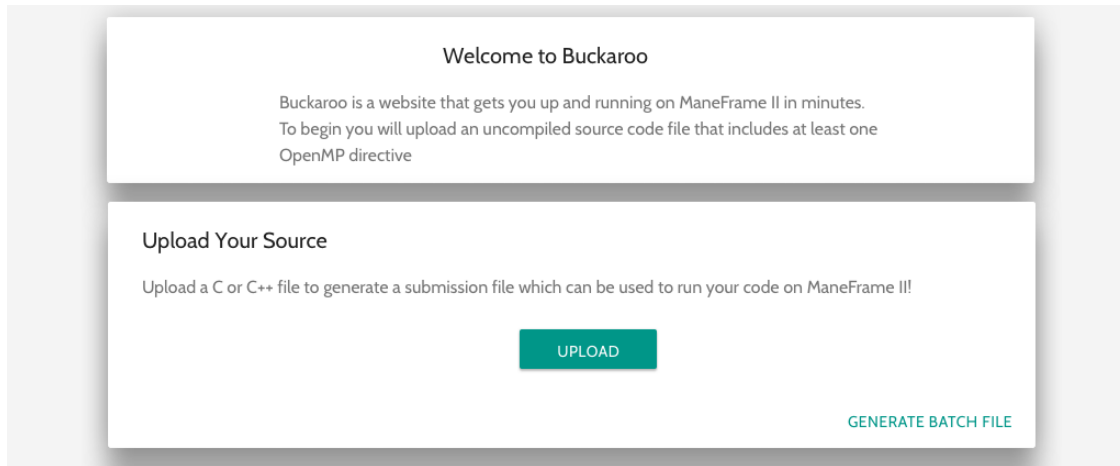 Welcome to Buckaroo
Buckaroo is a website that gets you up and running on ManeFrame II in minutes.
To begin you will upload an uncompiled source code file that includes at least one
OpenMP directive
Upload Your Source
Upload a C or C++ file to generate a submission file which can be used to run your code on ManeFrame II!
UPLOAD
GENERATE BATCH FILE